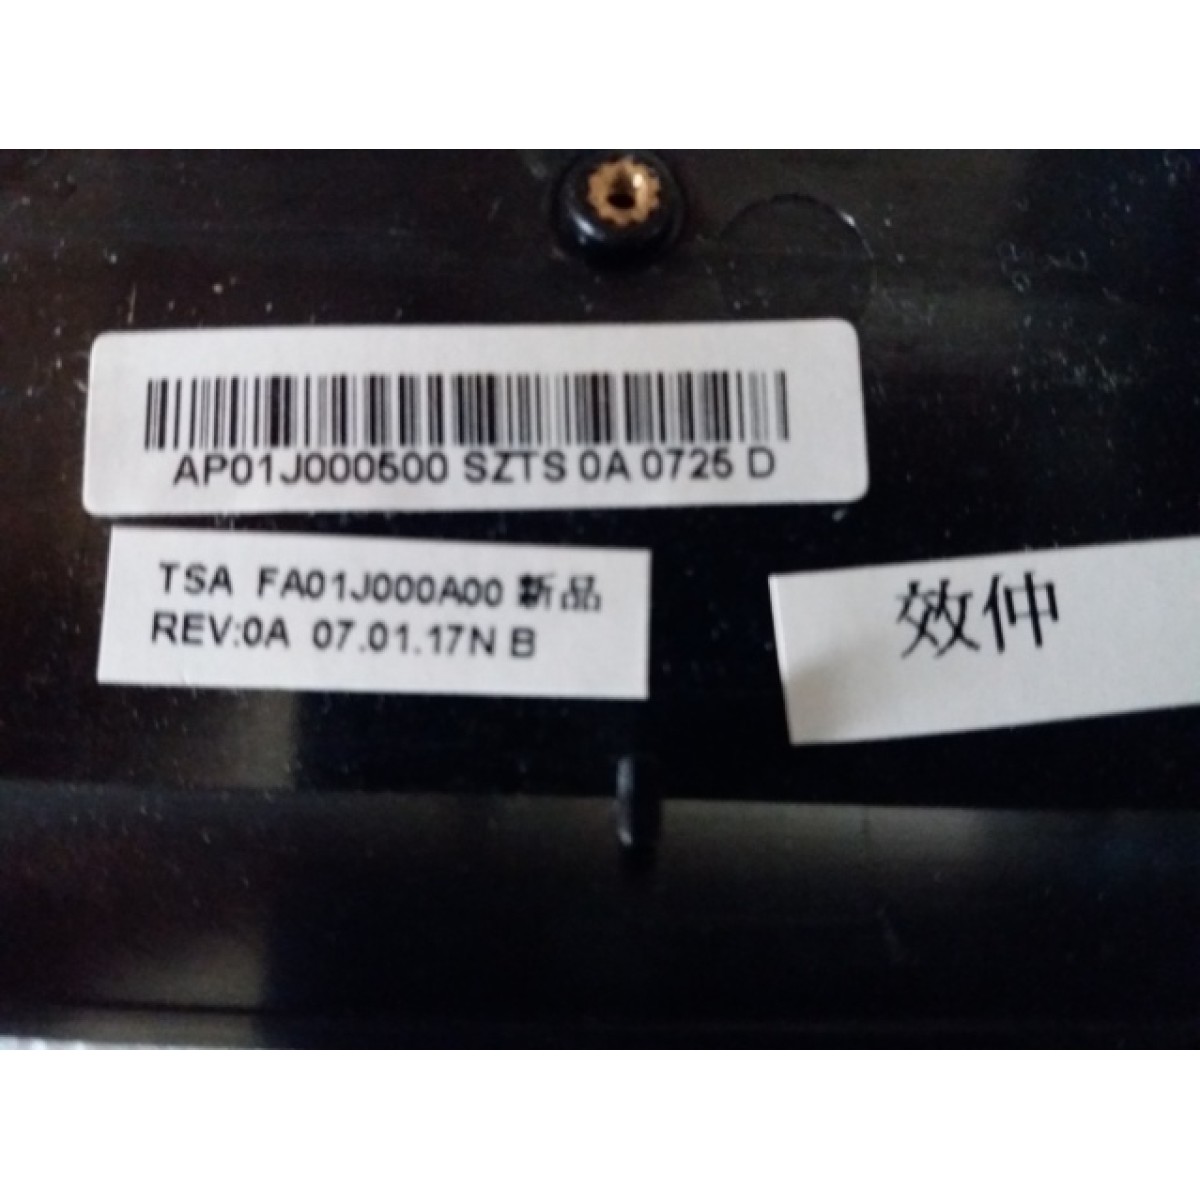 AP01J000500 SZTS 0A 0725 D
TSA FA01J000A00 新品
REV:0A 07.01.17N B
效仲